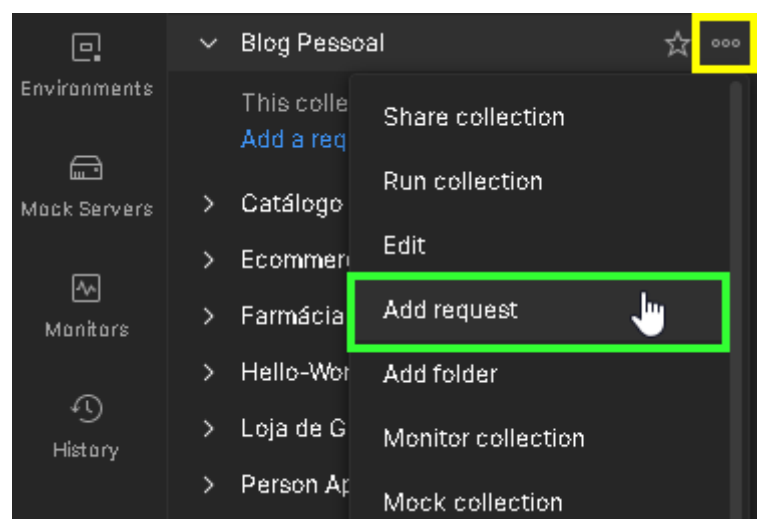 Environments
Mock Servers
Monitors
History
Blog Pessoal
This colle
Add a req
Catálogo
Ecommer
Farmácia
Hello-Wor
Loja de G
Person Ap
Share collection
Run collection
Edit
Add request
Add folder
Monitor collection
Mock collection